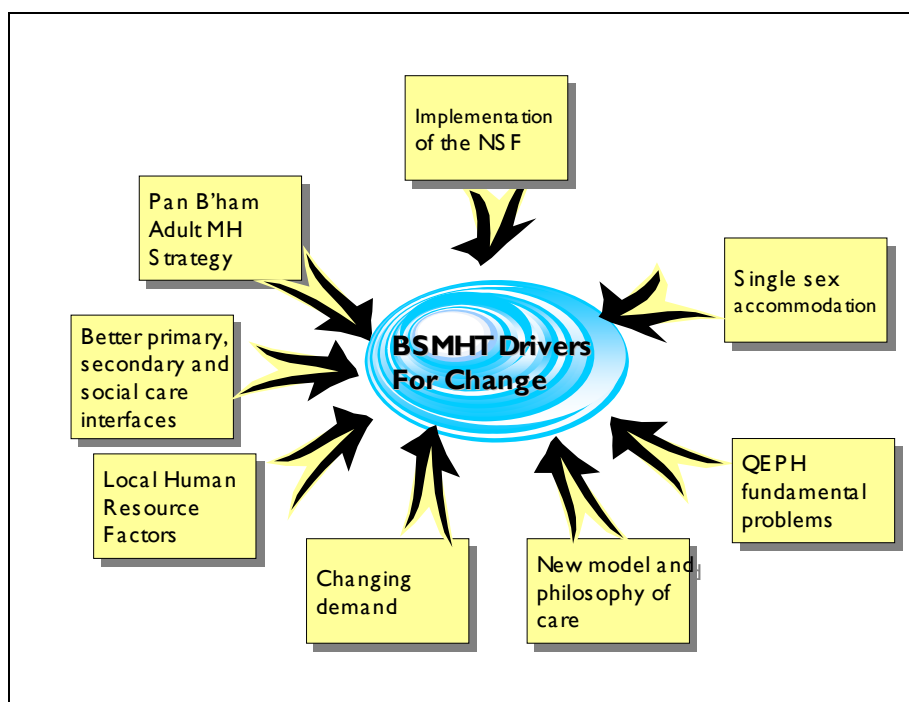 Implementation
of the NSF
Pan B'ham
Adult MH
Strategy
Single sex
accommodation
Better primary,
secondary and
social care
interfaces
BSMHT Drivers
For Change
Local Human
Resource
Factors
QEPH
fundamental
problems
Changing
demand
New model and
philosophy of
care